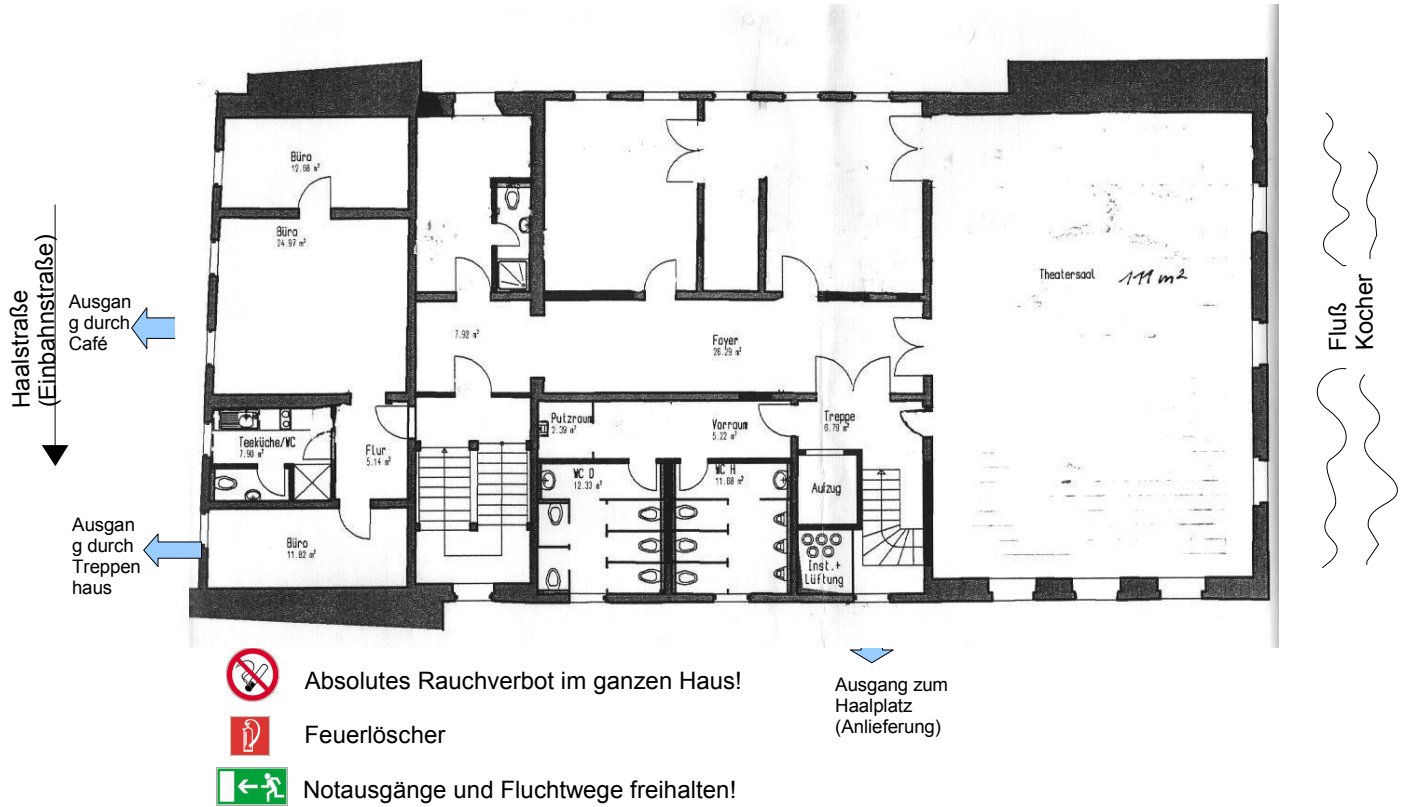 Büro
12.68 m²
Büro
24.97 m²
Haalstraße
(Einbahnstraße)
Ausgan
g durch
Café
7.92 m²
Foyer
26.29 m²
Theatersaal 111 m²
Fluß
Kocher
Teeküche/WC
7.90 m²
Flur
5.14 m²
Putzraum
2.39 m²
Vorraum
5.22 m²
Treppe
6.79 m²
WC D
12.33 m²
WC H
11.68 m²
Aufzug
Ausgan
g durch
Treppen
haus
Büro
11.82 m²
Inst.+
Lüftung
Absolutes Rauchverbot im ganzen Haus!
Feuerlöscher
Notausgänge und Fluchtwege freihalten!
Ausgang zum
Haalplatz
(Anlieferung)